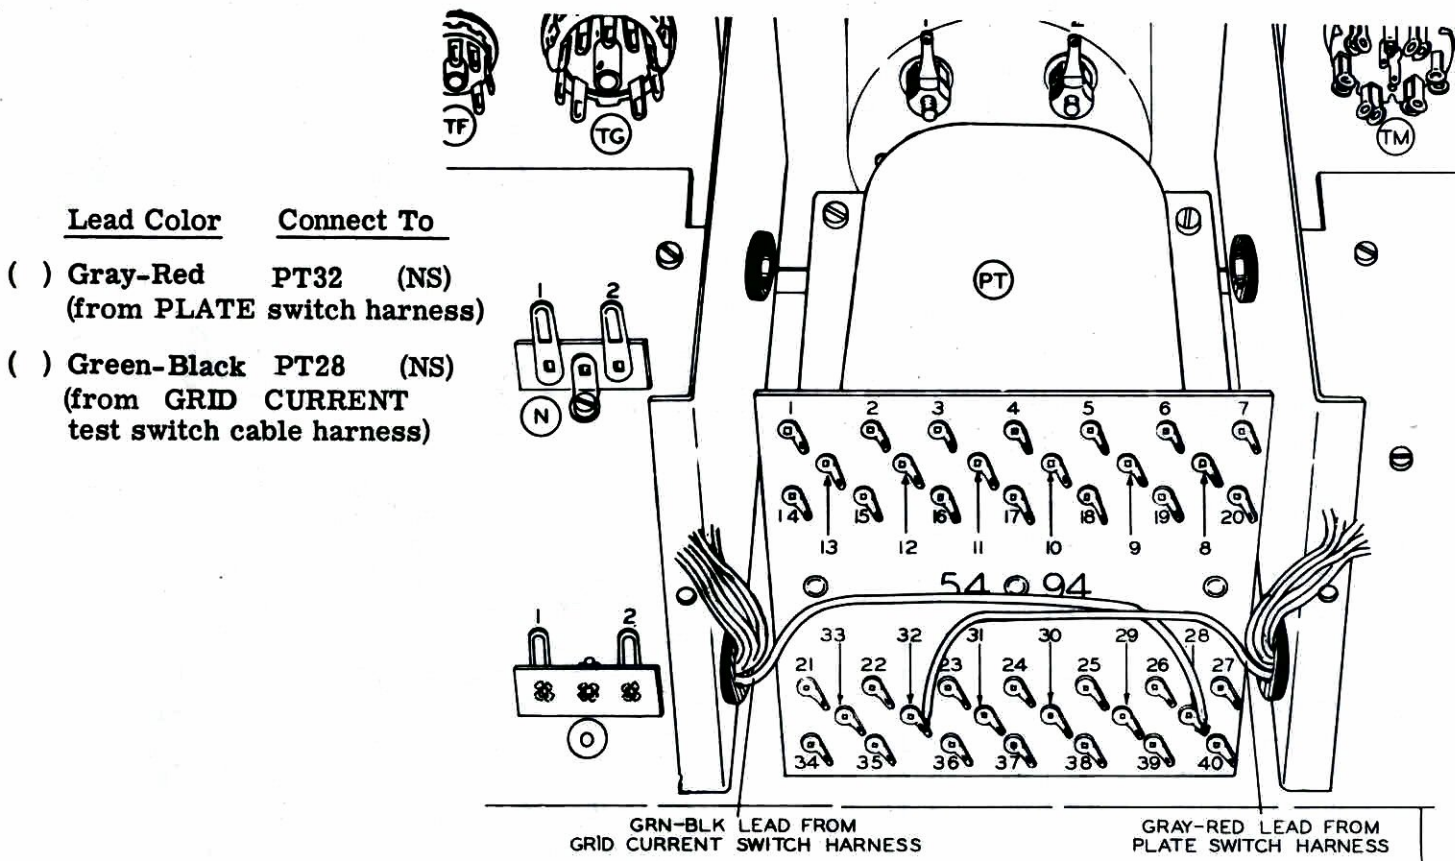 TF
TG
TM
Lead Color Connect To
( ) Gray-Red PT32 (NS)
(from PLATE switch harness)
( ) Green-Black PT28 (NS)
(from GRID CURRENT
test switch cable harness)
PT
1 2
N
1 2 3 4 5 6 7
14 15 16 17 18 19 20
13 12 11 10 9 8
54 94
1 2
O
33 32 31 30 29 28
21 22 23 24 25 26 27
34 35 36 37 38 39 40
GRN-BLK LEAD FROM
GRID CURRENT SWITCH HARNESS
GRAY-RED LEAD FROM
PLATE SWITCH HARNESS